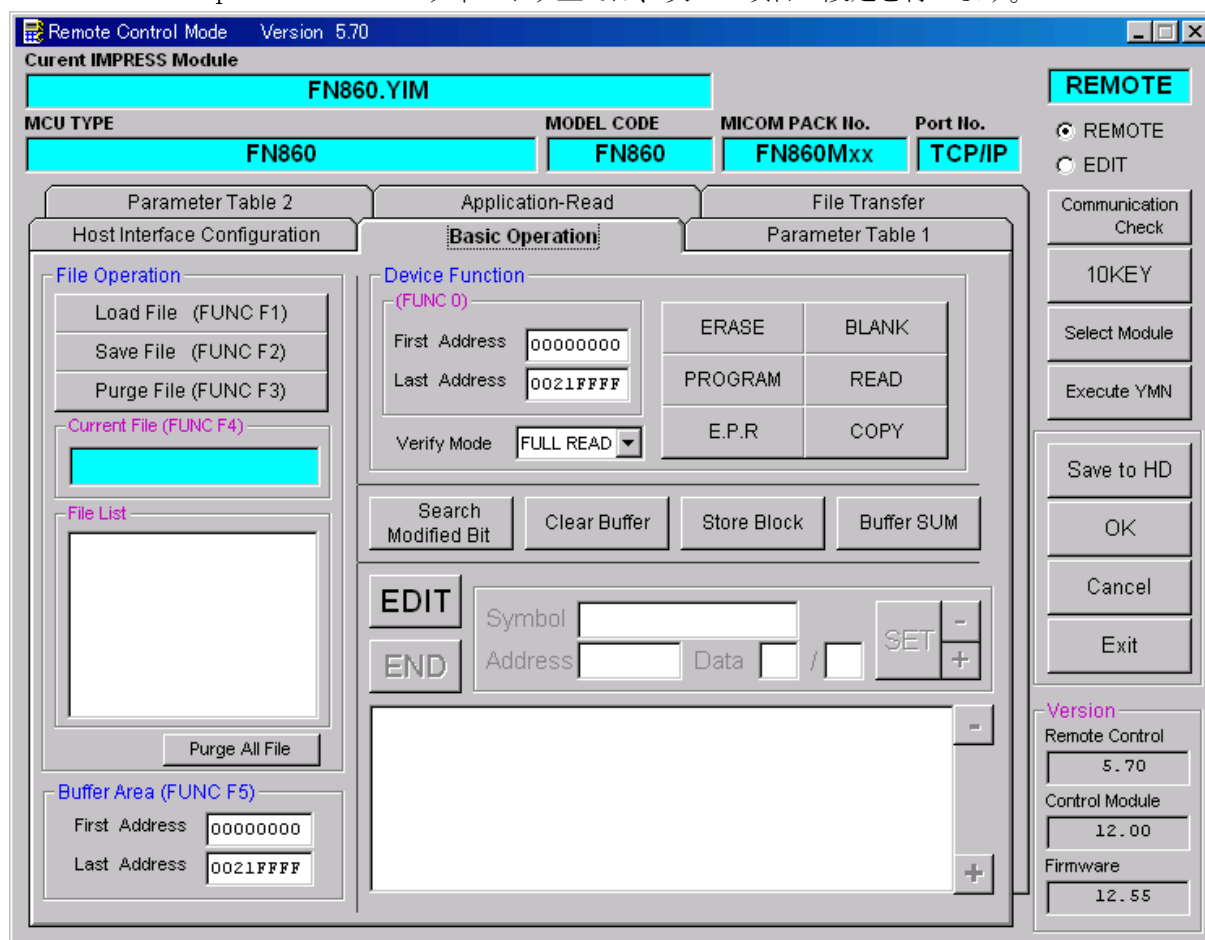 Remote Control Mode Version 5.70
Curent IMPRESS Module
FN860.YIM
REMOTE
MCU TYPE MODEL CODE MICOM PACK No. Port No.
FN860 FN860 FN860Mxx TCP/IP
REMOTE
EDIT
Parameter Table 2 Application-Read File Transfer
Host Interface Configuration Basic Operation Parameter Table 1
File Operation
Load File (FUNC F1)
Save File (FUNC F2)
Purge File (FUNC F3)
Current File (FUNC F4)
File List
Purge All File
Buffer Area (FUNC F5)
First Address 00000000
Last Address 0021FFFF
Device Function
(FUNC 0)
First Address 00000000
Last Address 0021FFFF
Verify Mode FULL READ
ERASE BLANK
PROGRAM READ
E.P.R COPY
Search Modified Bit
Clear Buffer
Store Block
Buffer SUM
EDIT
END
Symbol
Address Data /
SET
-
+
-
+
Communication
Check
10KEY
Select Module
Execute YMN
Save to HD
OK
Cancel
Exit
Version
Remote Control
5.70
Control Module
12.00
Firmware
12.55